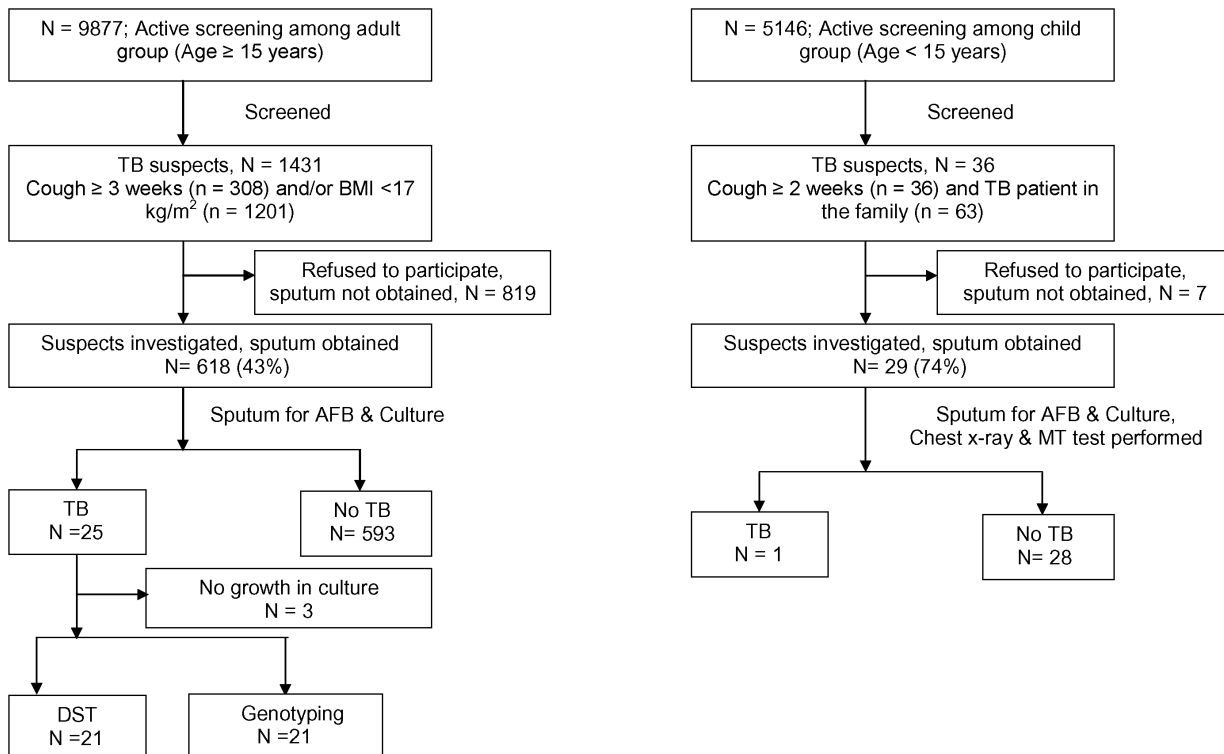 N = 9877; Active screening among adult
group (Age ≥ 15 years)
Screened
TB suspects, N = 1431
Cough ≥ 3 weeks (n = 308) and/or BMI <17
kg/m² (n = 1201)
Refused to participate,
sputum not obtained, N = 819
Suspects investigated, sputum obtained
N= 618 (43%)
Sputum for AFB & Culture
TB
N =25
No TB
N= 593
No growth in culture
N = 3
DST
N =21
Genotyping
N =21
N = 5146; Active screening among child
group (Age < 15 years)
Screened
TB suspects, N = 36
Cough ≥ 2 weeks (n = 36) and TB patient in
the family (n = 63)
Refused to participate,
sputum not obtained, N = 7
Suspects investigated, sputum obtained
N= 29 (74%)
Sputum for AFB & Culture,
Chest x-ray & MT test performed
TB
N = 1
No TB
N= 28